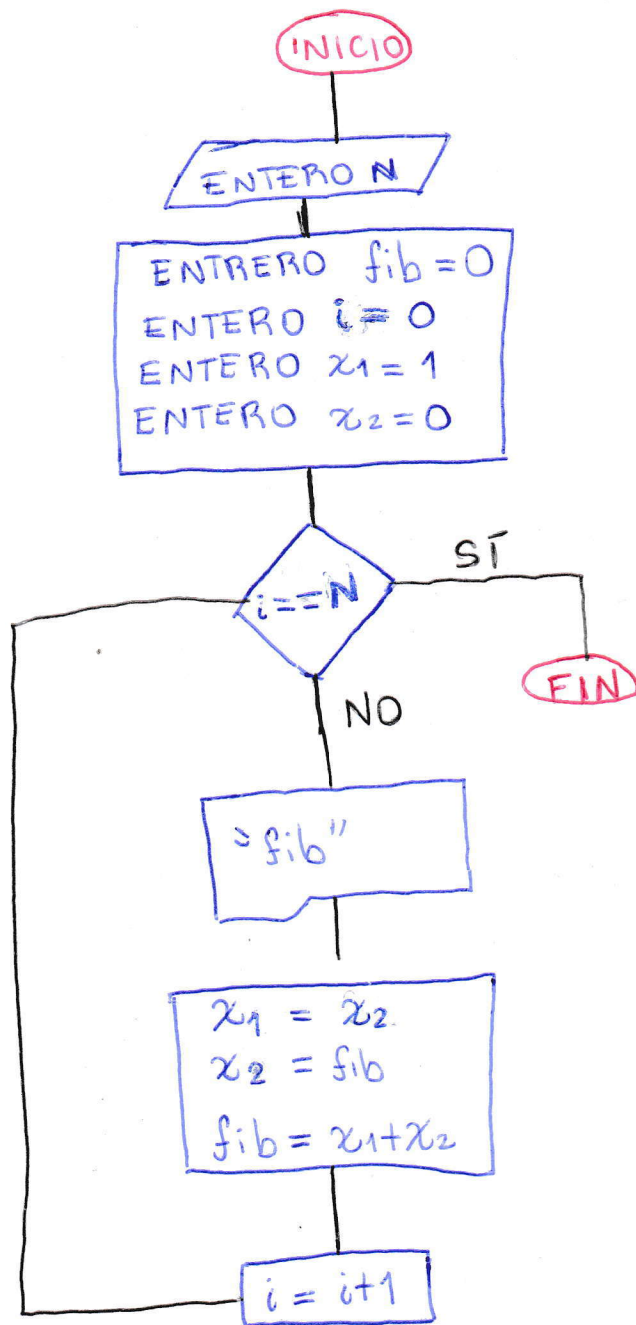 INICIO
ENTERO N
ENTRERO fib = 0
ENTERO i = 0
ENTERO x1 = 1
ENTERO x2 = 0
i == N
SÍ
FIN
NO
"fib"
x1 = x2
x2 = fib
fib = x1+x2
i = i+1